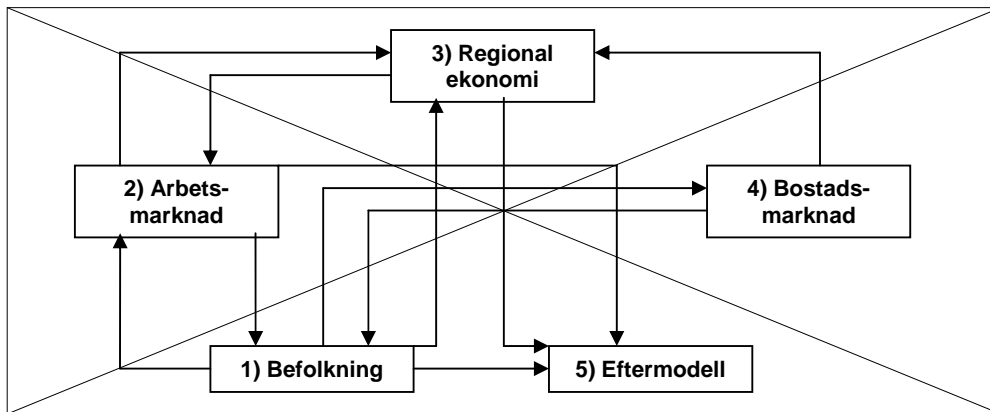 3) Regional
ekonomi
2) Arbets-
marknad
4) Bostads-
marknad
1) Befolkning
5) Eftermodell